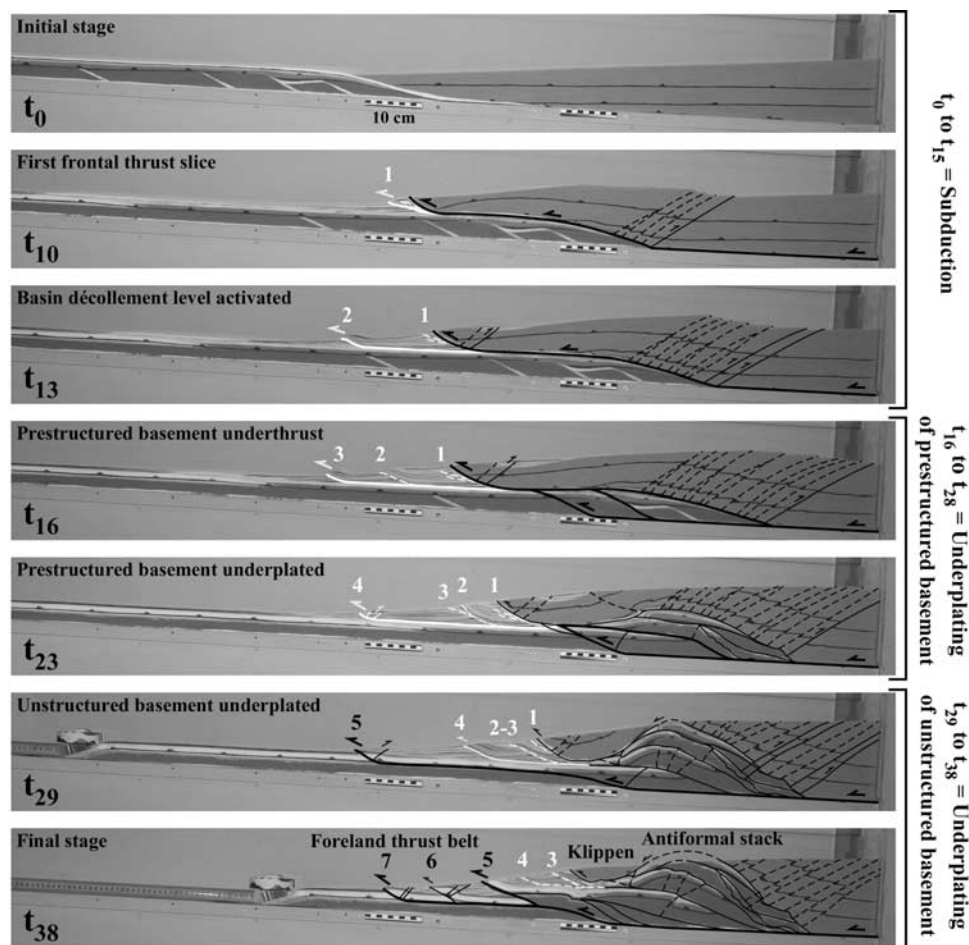 Initial stage
t0
10 cm
First frontal thrust slice
1
t10
Basin décollement level activated
2 1
t13
t0 to t15 = Subduction
Prestructured basement underthrust
3 2 1
t16
Prestructured basement underplated
4 3 2 1
t23
t16 to t28 = Underplating
of prestructured basement
Unstructured basement underplated
5 4 2-3 1
t29
Final stage
Foreland thrust belt
Klippen
Antiformal stack
7 6 5 4 3
t38
t29 to t38 = Underplating
of unstructured basement